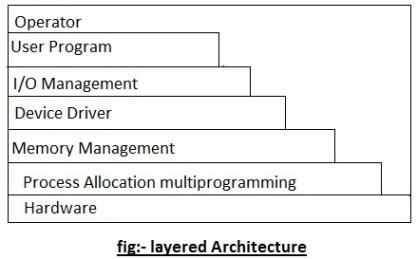 Operator
User Program
I/O Management
Device Driver
Memory Management
Process Allocation multiprogramming
Hardware
fig:- layered Architecture